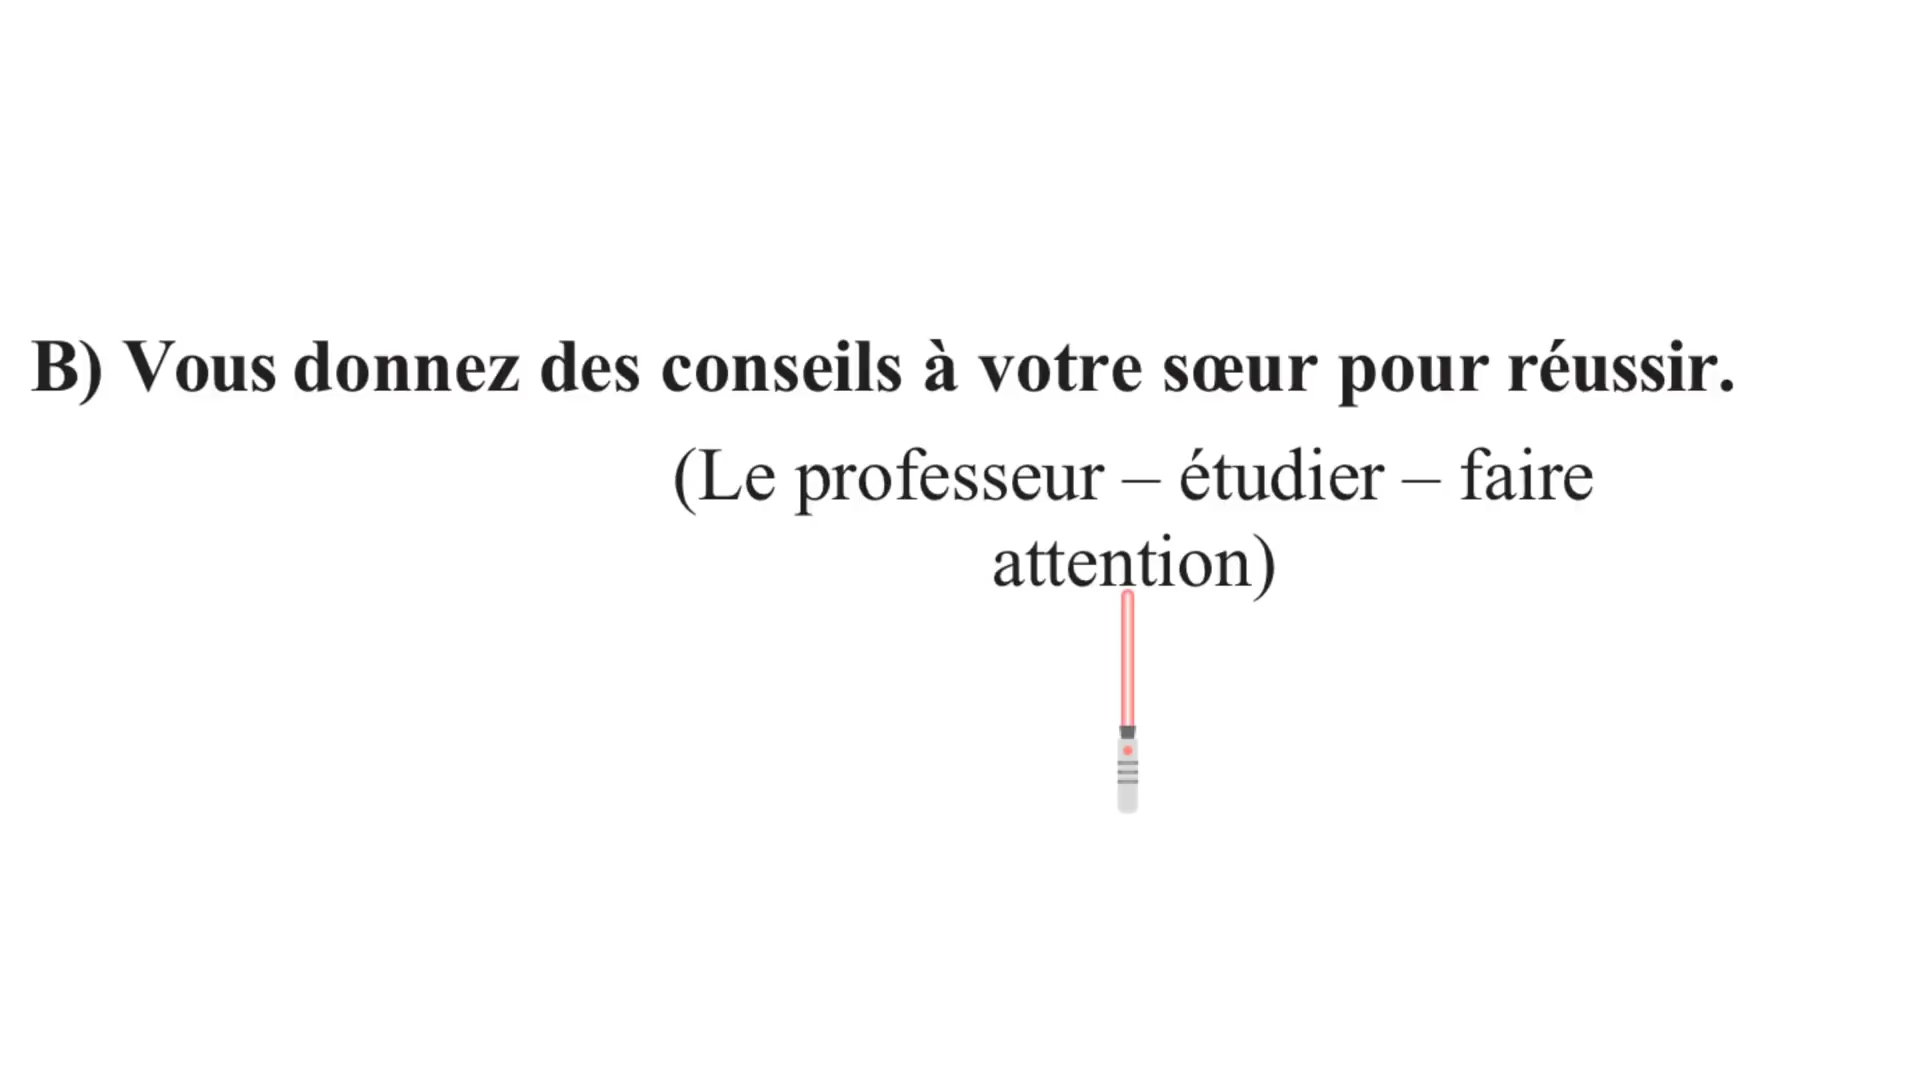 B) Vous donnez des conseils à votre sœur pour réussir.
(Le professeur – étudier – faire
attention)